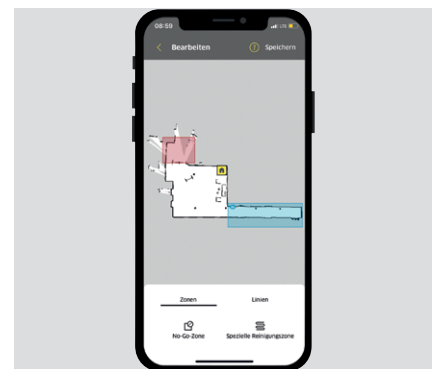 08:59
Bearbeiten
?
Speichern
Zonen
Linien
No-Go-Zone
Spezielle Reinigungszone